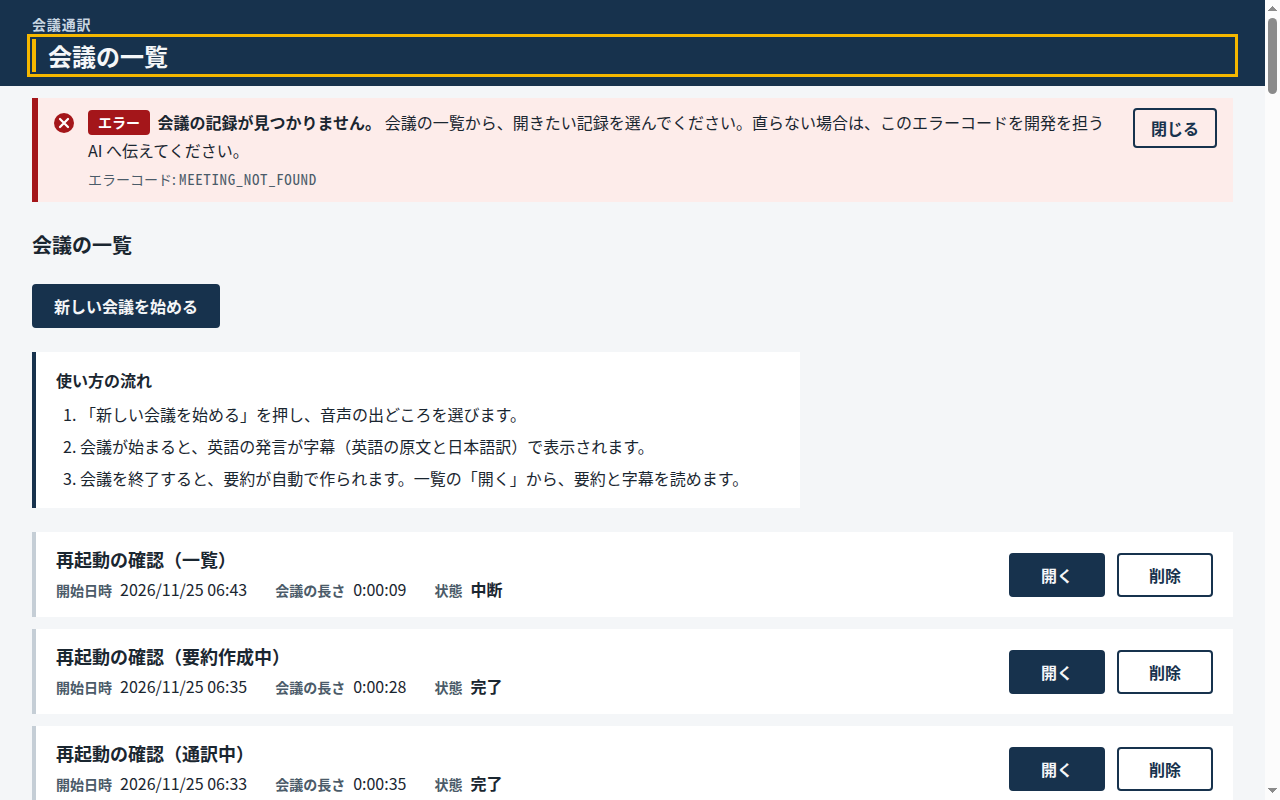 会議通訳
会議の一覧
エラー 会議の記録が見つかりません。 会議の一覧から、開きたい記録を選んでください。直らない場合は、このエラーコードを開発を担う
AI へ伝えてください。
閉じる
エラーコード: MEETING_NOT_FOUND
会議の一覧
新しい会議を始める
使い方の流れ
1. 「新しい会議を始める」を押し、音声の出どころを選びます。
2. 会議が始まると、英語の発言が字幕（英語の原文と日本語訳）で表示されます。
3. 会議を終了すると、要約が自動で作られます。一覧の「開く」から、要約と字幕を読めます。
再起動の確認（一覧）
開始日時 2026/11/25 06:43 会議の長さ 0:00:09 状態 中断
開く 削除
再起動の確認（要約作成中）
開始日時 2026/11/25 06:35 会議の長さ 0:00:28 状態 完了
開く 削除
再起動の確認（通訳中）
開始日時 2026/11/25 06:33 会議の長さ 0:00:35 状態 完了
開く 削除